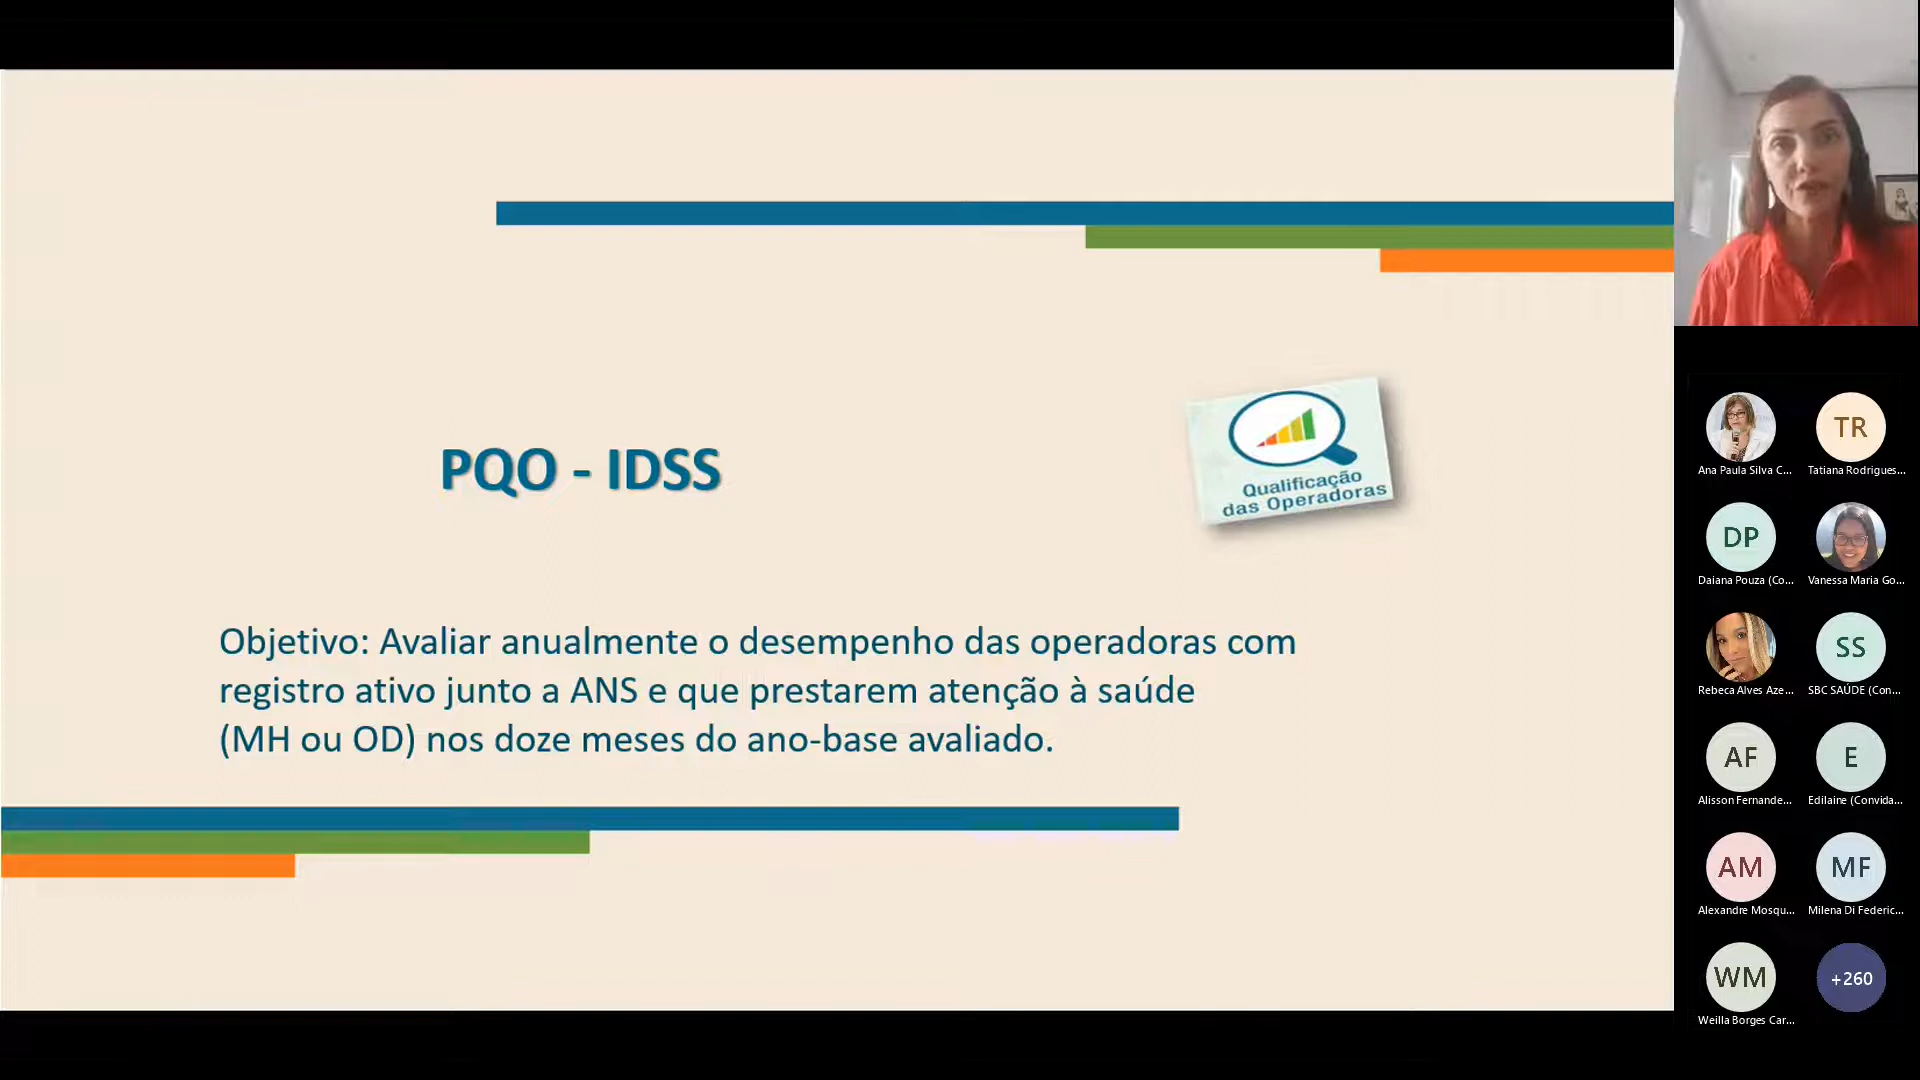 PQO - IDSS
Qualificação
das Operadoras
Objetivo: Avaliar anualmente o desempenho das operadoras com
registro ativo junto a ANS e que prestarem atenção à saúde
(MH ou OD) nos doze meses do ano-base avaliado.
Ana Paula Silva C...
TR
Tatiana Rodrigues...
DP
Daiana Pouza (Co...
Vanessa Maria Go...
Rebeca Alves Aze...
SS
SBC SAÚDE (Con...
AF
Alisson Fernande...
E
Edilaine (Convida...
AM
Alexandre Mosqu...
MF
Milena Di Federic...
WM
Weilla Borges Car...
+260